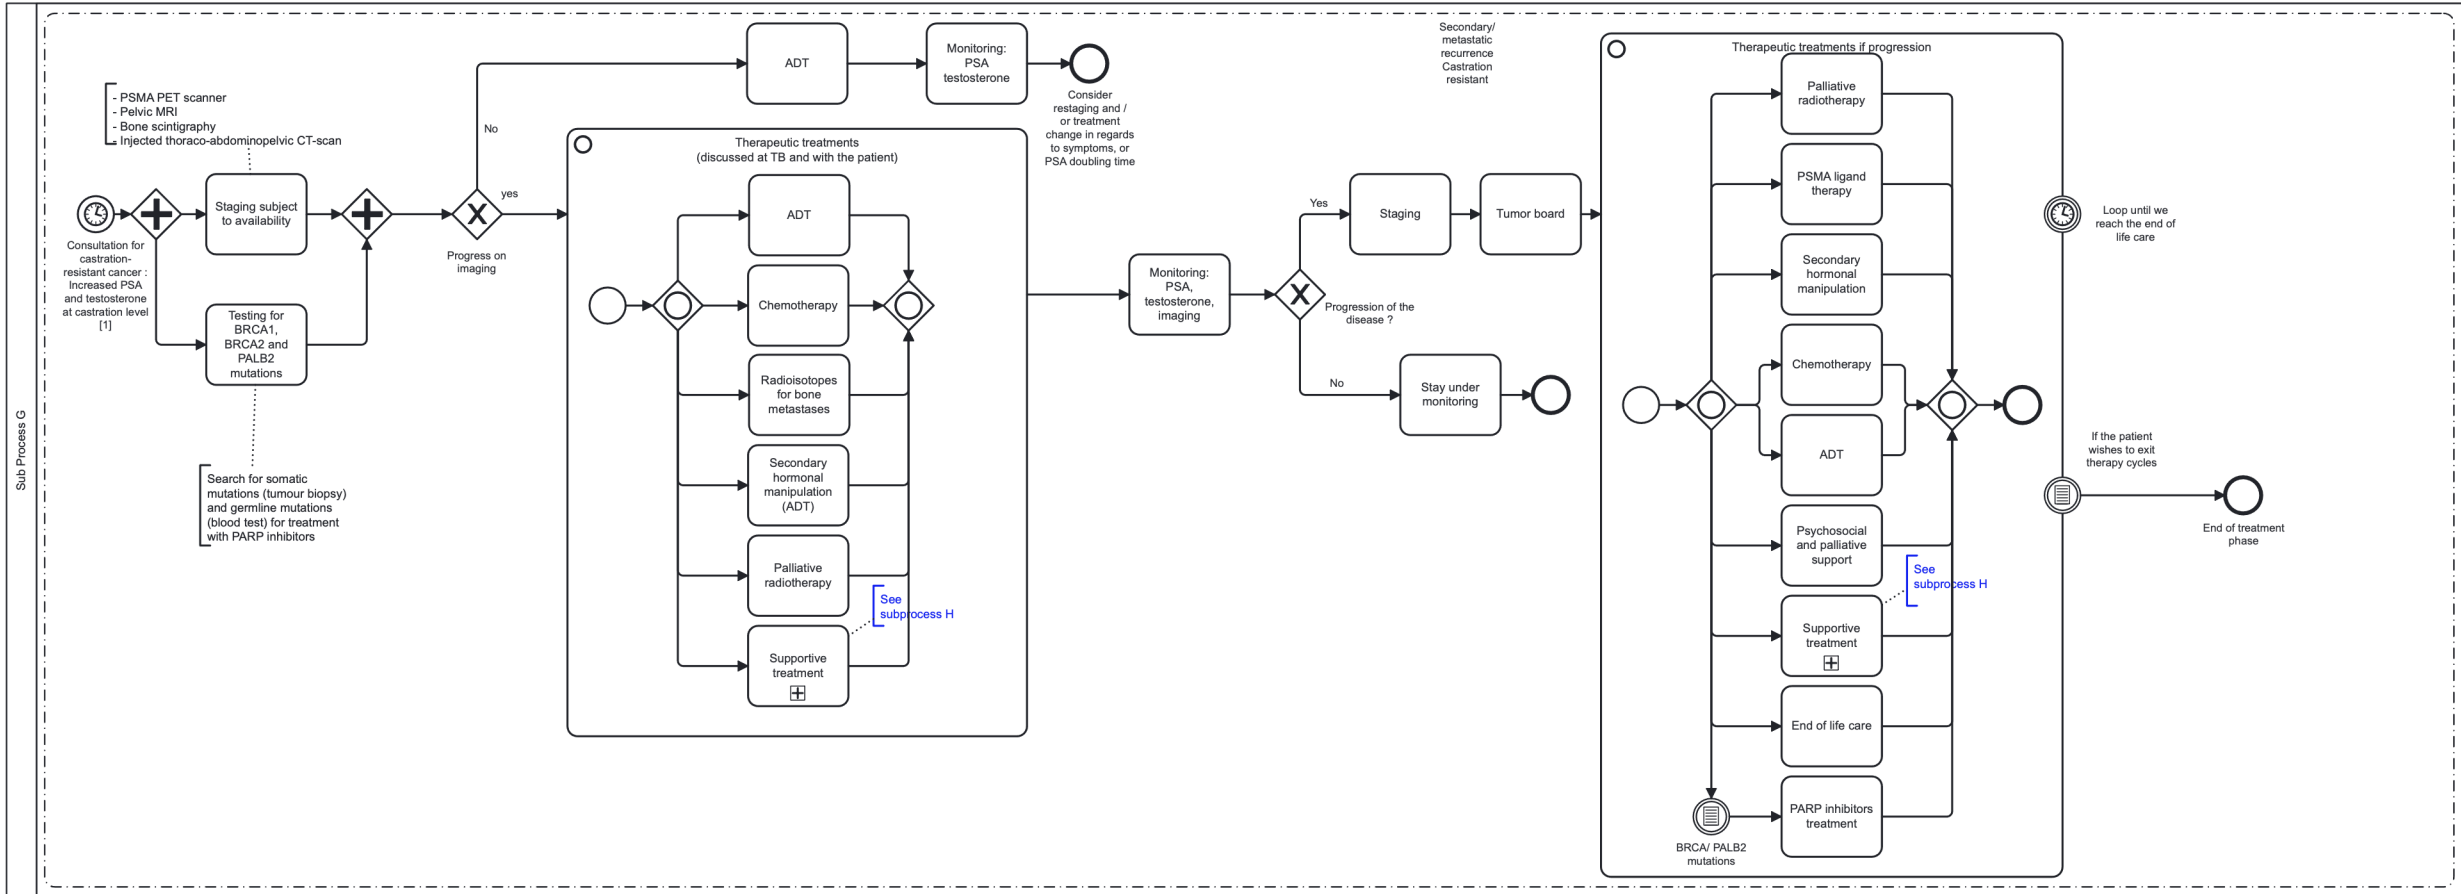 Sub Process G
- PSMA PET scanner
- Pelvic MRI
- Bone scintigraphy
- Injected thoraco-abdominopelvic CT-scan
Consultation for
castration-
resistant cancer :
Increased PSA
and testosterone
at castration level
[1]
Staging subject
to availability
Testing for
BRCA1,
BRCA2 and
PALB2
mutations
Search for somatic
mutations (tumour biopsy)
and germline mutations
(blood test) for treatment
with PARP inhibitors
No
yes
Progress on
imaging
ADT
Monitoring:
PSA
testosterone
Consider
restaging and /
or treatment
change in regards
to symptoms, or
PSA doubling time
Therapeutic treatments
(discussed at TB and with the patient)
ADT
Chemotherapy
Radioisotopes
for bone
metastases
Secondary
hormonal
manipulation
(ADT)
Palliative
radiotherapy
See
subprocess H
Supportive
treatment
Monitoring:
PSA,
testosterone,
imaging
Yes
Progression of the
disease ?
No
Staging
Tumor board
Stay under
monitoring
Secondary/
metastatic
recurrence
Castration
resistant
Therapeutic treatments if progression
Palliative
radiotherapy
PSMA ligand
therapy
Secondary
hormonal
manipulation
Chemotherapy
ADT
Psychosocial
and palliative
support
See
subprocess H
Supportive
treatment
End of life care
PARP inhibitors
treatment
BRCA/ PALB2
mutations
Loop until we
reach the end of
life care
If the patient
wishes to exit
therapy cycles
End of treatment
phase